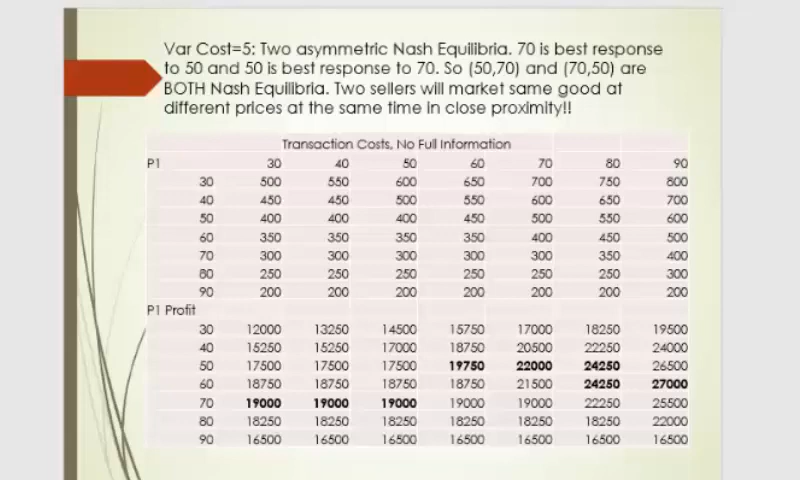 Var Cost=5: Two asymmetric Nash Equilibria. 70 is best response
to 50 and 50 is best response to 70. So (50,70) and (70,50) are
BOTH Nash Equilibria. Two sellers will market same good at
different prices at the same time in close proximity!!
Transaction Costs, No Full Information
P1 30 40 50 60 70 80 90
30 500 550 600 650 700 750 800
40 450 450 500 550 600 650 700
50 400 400 400 450 500 550 600
60 350 350 350 350 400 450 500
70 300 300 300 300 300 350 400
80 250 250 250 250 250 250 300
90 200 200 200 200 200 200 200
P1 Profit
30 12000 13250 14500 15750 17000 18250 19500
40 15250 15250 17000 18750 20500 22250 24000
50 17500 17500 17500 19750 22000 24250 26500
60 18750 18750 18750 18750 21500 24250 27000
70 19000 19000 19000 19000 19000 22250 25500
80 18250 18250 18250 18250 18250 18250 22000
90 16500 16500 16500 16500 16500 16500 16500